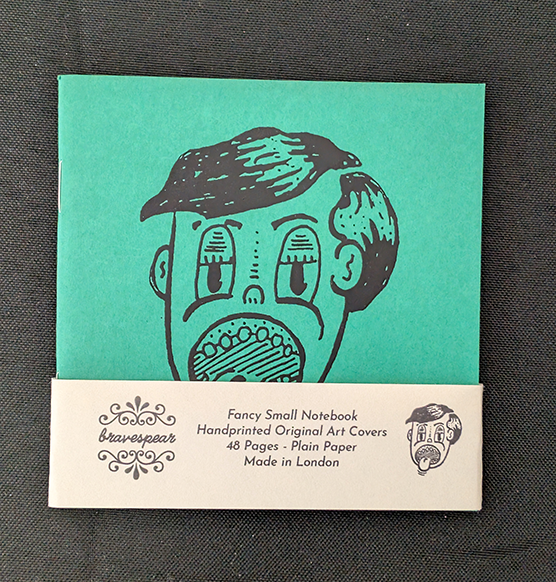 bravespear
Fancy Small Notebook
Handprinted Original Art Covers
48 Pages - Plain Paper
Made in London